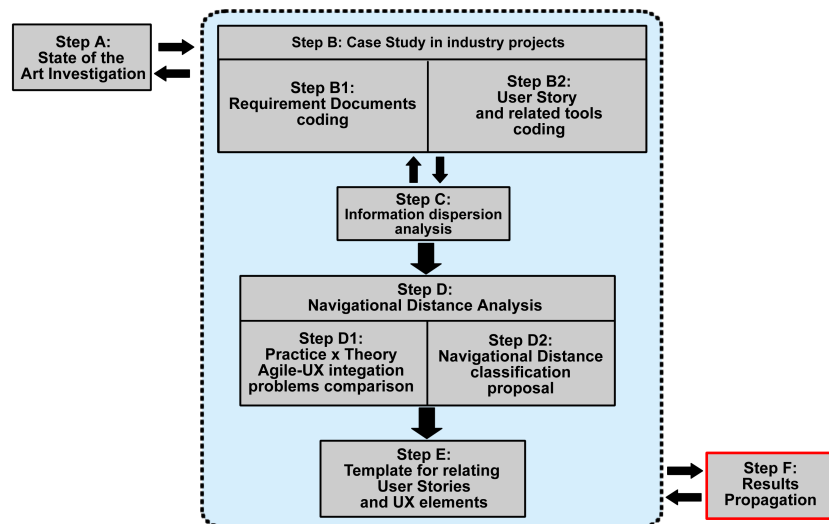 Step A:
State of the
Art Investigation
Step B: Case Study in industry projects
Step B1:
Requirement Documents
coding
Step B2:
User Story
and related tools
coding
Step C:
Information dispersion
analysis
Step D:
Navigational Distance Analysis
Step D1:
Practice x Theory
Agile-UX integation
problems comparison
Step D2:
Navigational Distance
classification
proposal
Step E:
Template for relating
User Stories
and UX elements
Step F:
Results
Propagation